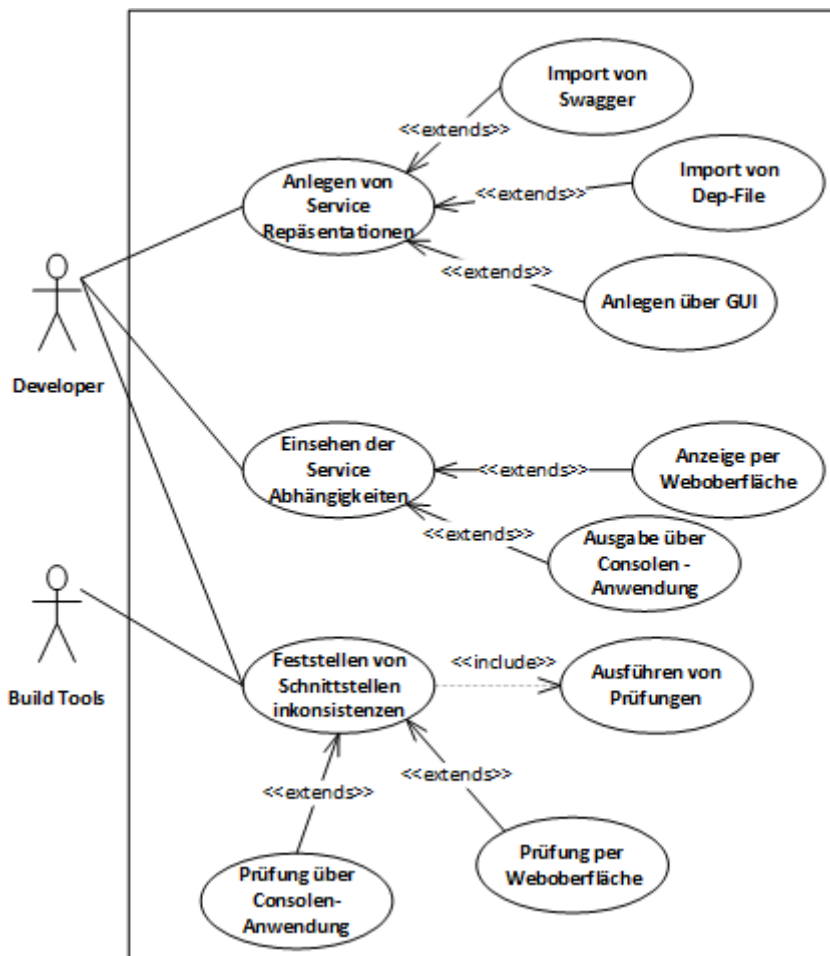 Import von
Swagger
<<extends>>
Anlegen von
Service
Repäsentationen
<<extends>>
Import von
Dep-File
<<extends>>
Anlegen über GUI
Developer
Einsehen der
Service
Abhängigkeiten
<<extends>>
Anzeige per
Weboberfläche
<<extends>>
Ausgabe über
Consolen -
Anwendung
Build Tools
Feststellen von
Schnittstellen
inkonsistenzen
<<include>>
Ausführen von
Prüfungen
<<extends>>
<<extends>>
Prüfung über
Consolen-
Anwendung
Prüfung per
Weboberfläche